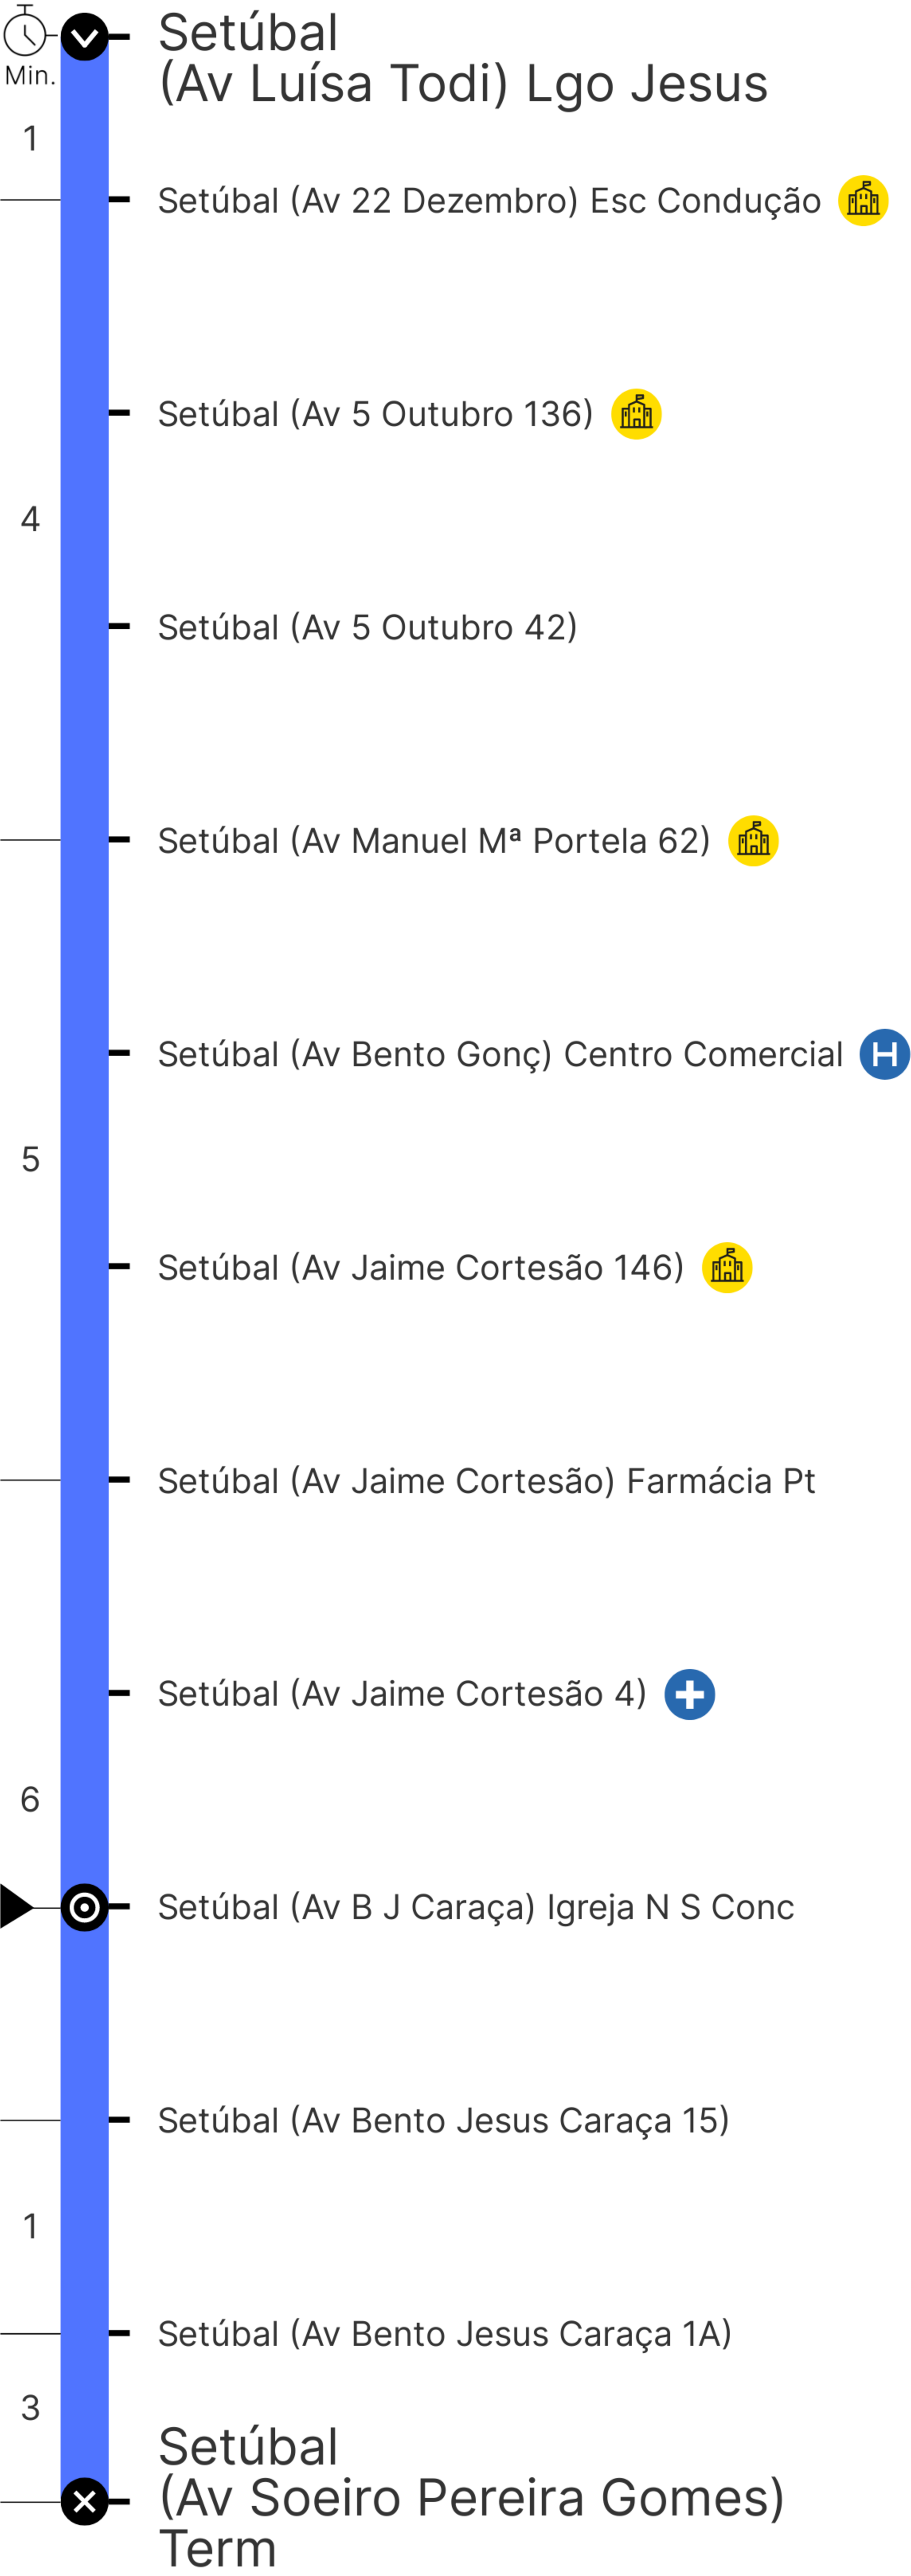 Setúbal
(Av Luísa Todi) Lgo Jesus
Min.
1
Setúbal (Av 22 Dezembro) Esc Condução
Setúbal (Av 5 Outubro 136)
4
Setúbal (Av 5 Outubro 42)
Setúbal (Av Manuel Mª Portela 62)
Setúbal (Av Bento Gonç) Centro Comercial H
5
Setúbal (Av Jaime Cortesão 146)
Setúbal (Av Jaime Cortesão) Farmácia Pt
Setúbal (Av Jaime Cortesão 4)
6
Setúbal (Av B J Caraça) Igreja N S Conc
Setúbal (Av Bento Jesus Caraça 15)
1
Setúbal (Av Bento Jesus Caraça 1A)
3
Setúbal
(Av Soeiro Pereira Gomes)
Term